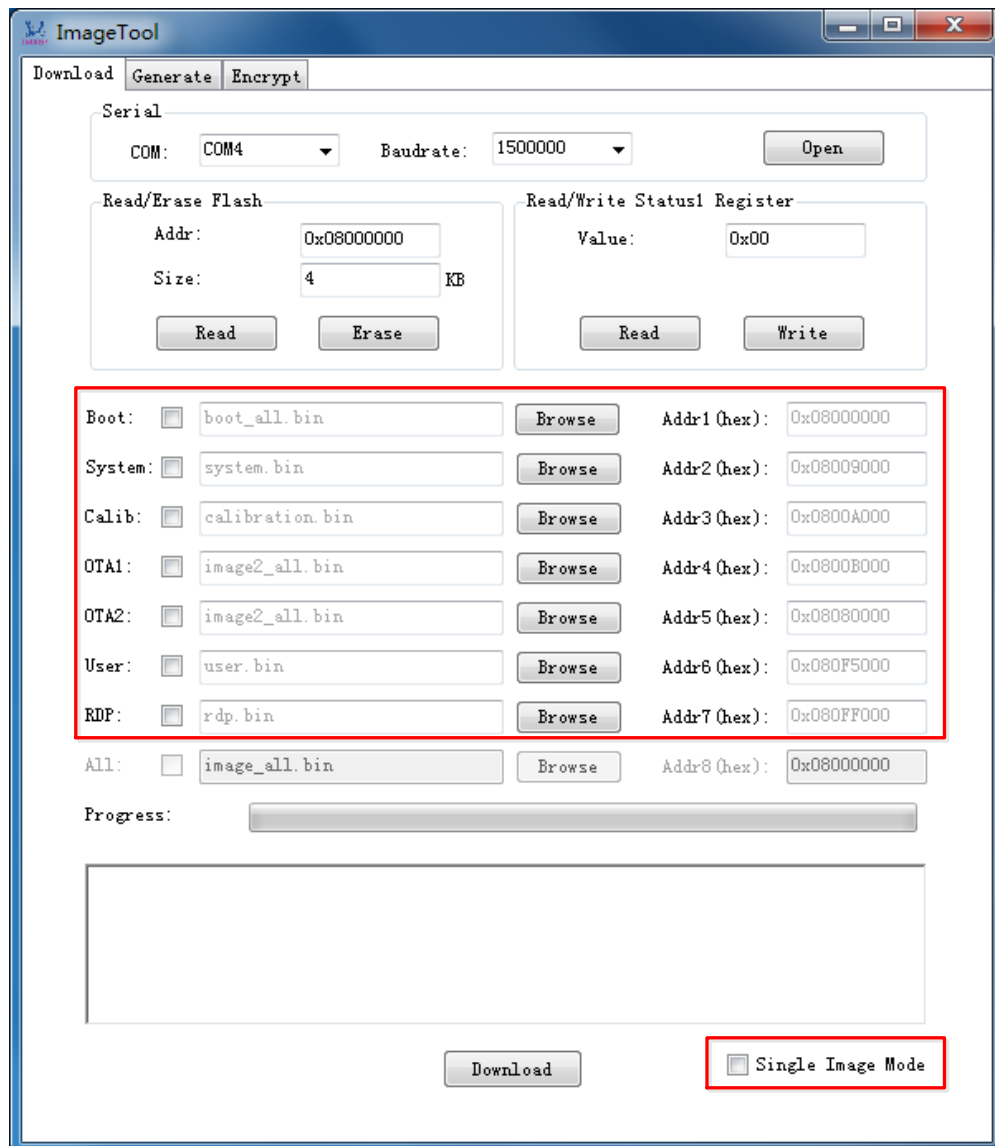 ImageTool
Download Generate Encrypt
Serial
COM: COM4 Baudrate: 1500000 Open
Read/Erase Flash Read/Write Status1 Register
Addr: 0x08000000 Value: 0x00
Size: 4 KB
Read Erase Read Write
Boot: boot_all.bin Browse Addr1(hex): 0x08000000
System: system.bin Browse Addr2(hex): 0x08009000
Calib: calibration.bin Browse Addr3(hex): 0x0800A000
OTA1: image2_all.bin Browse Addr4(hex): 0x0800B000
OTA2: image2_all.bin Browse Addr5(hex): 0x08080000
User: user.bin Browse Addr6(hex): 0x080F5000
RDP: rdp.bin Browse Addr7(hex): 0x080FF000
All: image_all.bin Browse Addr8(hex): 0x08000000
Progress:
Download Single Image Mode